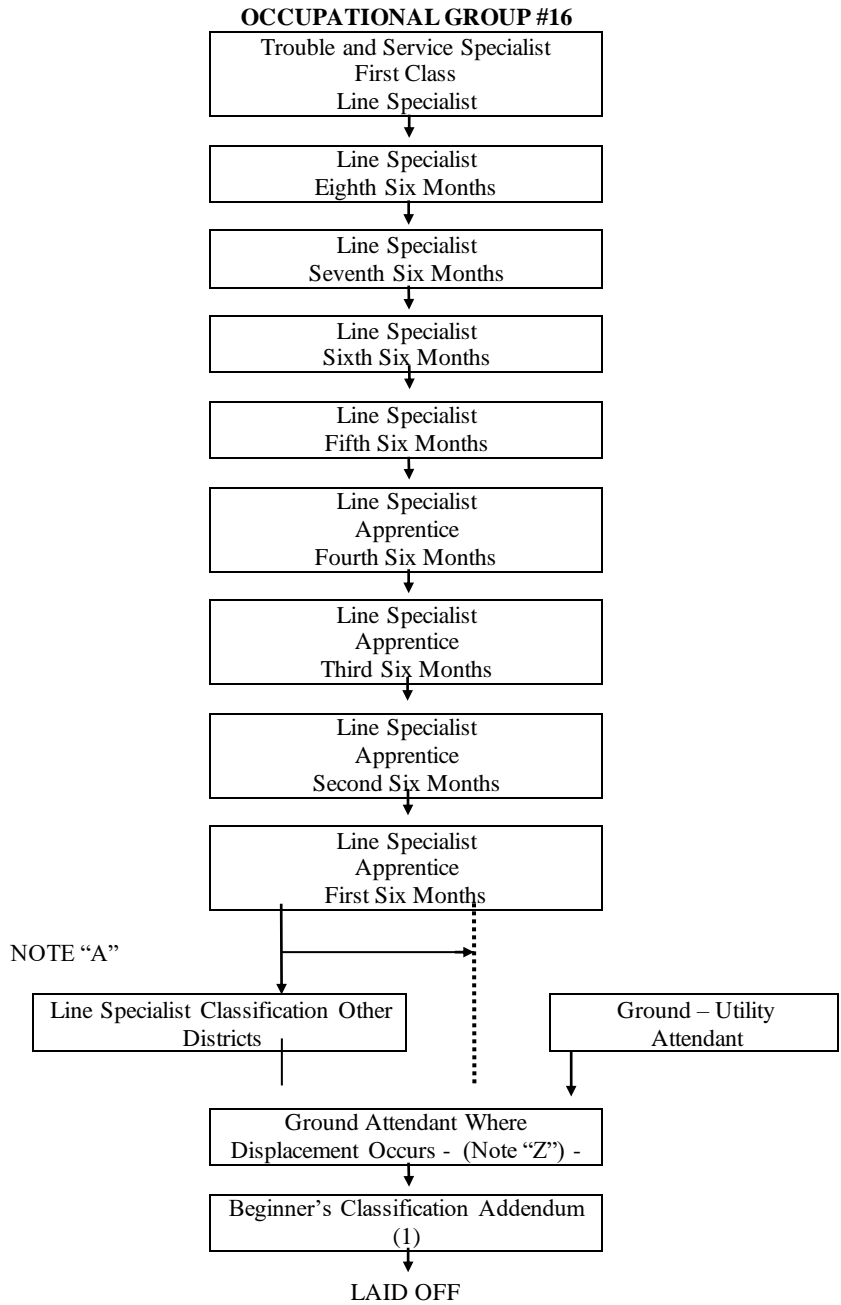 OCCUPATIONAL GROUP #16
Trouble and Service Specialist
First Class
Line Specialist
Line Specialist
Eighth Six Months
Line Specialist
Seventh Six Months
Line Specialist
Sixth Six Months
Line Specialist
Fifth Six Months
Line Specialist
Apprentice
Fourth Six Months
Line Specialist
Apprentice
Third Six Months
Line Specialist
Apprentice
Second Six Months
Line Specialist
Apprentice
First Six Months
NOTE “A”
Line Specialist Classification Other
Districts
Ground – Utility
Attendant
Ground Attendant Where
Displacement Occurs - (Note “Z”) -
Beginner’s Classification Addendum
(1)
LAID OFF